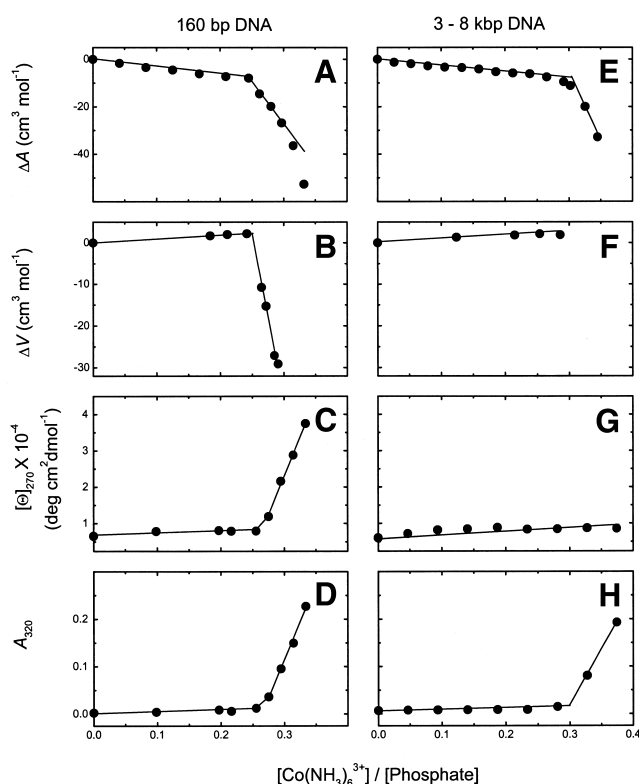 160 bp DNA
3 - 8 kbp DNA
A
E
ΔA (cm³ mol⁻¹)
0
-20
-40
B
F
ΔV (cm³ mol⁻¹)
0
-10
-20
-30
C
G
[Θ]₂₇₀ X 10⁻⁴
(deg cm²dmol⁻¹)
4
3
2
1
D
H
A₃₂₀
0.2
0.1
0.0
0.0 0.1 0.2 0.3 0.0 0.1 0.2 0.3 0.4
[Co(NH₃)₆³⁺] / [Phosphate]